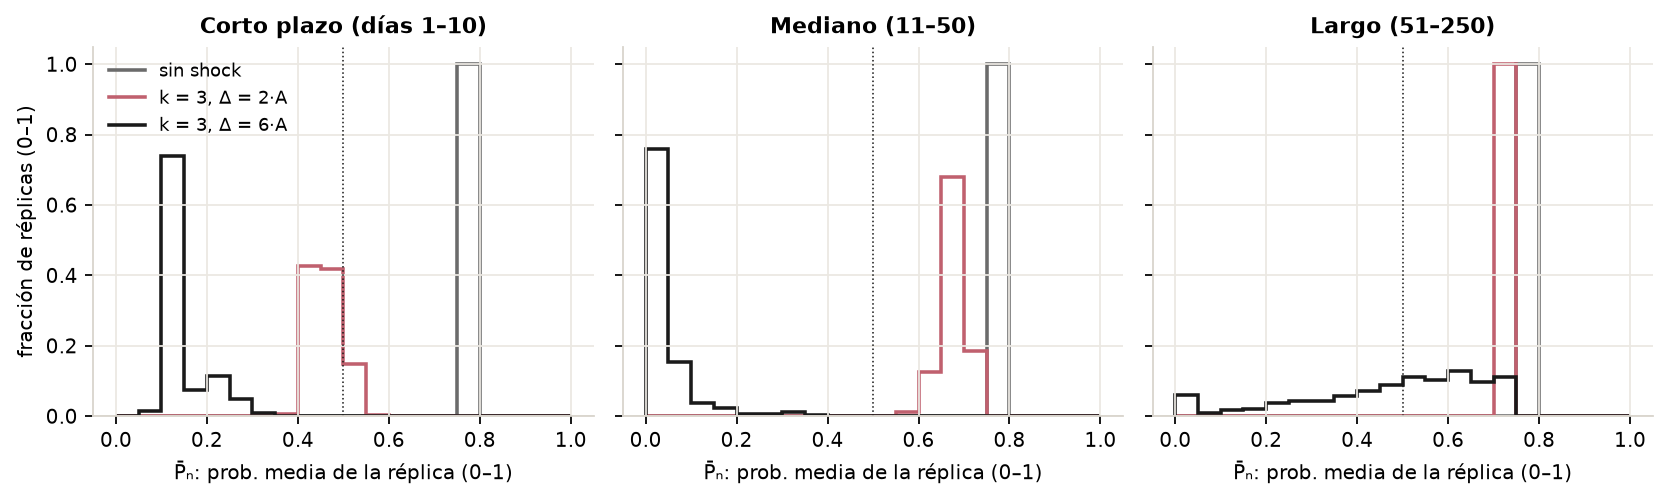 Corto plazo (días 1–10)
Mediano (11–50)
Largo (51–250)
sin shock
k = 3, Δ = 2·A
k = 3, Δ = 6·A
fracción de réplicas (0–1)
1.0
0.8
0.6
0.4
0.2
0.0
0.0 0.2 0.4 0.6 0.8 1.0
0.0 0.2 0.4 0.6 0.8 1.0
0.0 0.2 0.4 0.6 0.8 1.0
P̄ₙ: prob. media de la réplica (0–1)
P̄ₙ: prob. media de la réplica (0–1)
P̄ₙ: prob. media de la réplica (0–1)